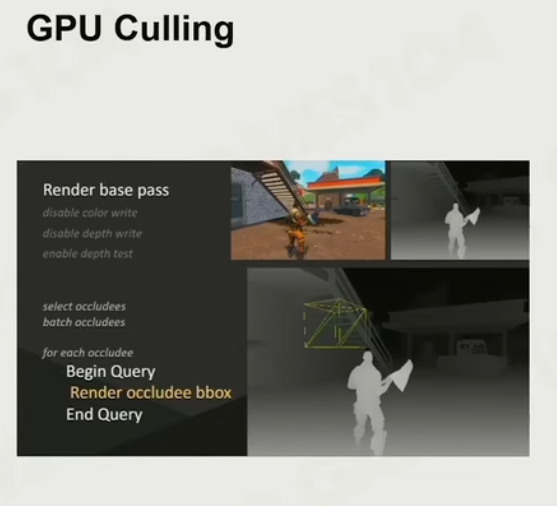 GPU Culling
Render base pass
disable color write
disable depth write
enable depth test
select occludees
batch occludees
for each occludee
Begin Query
Render occludee bbox
End Query